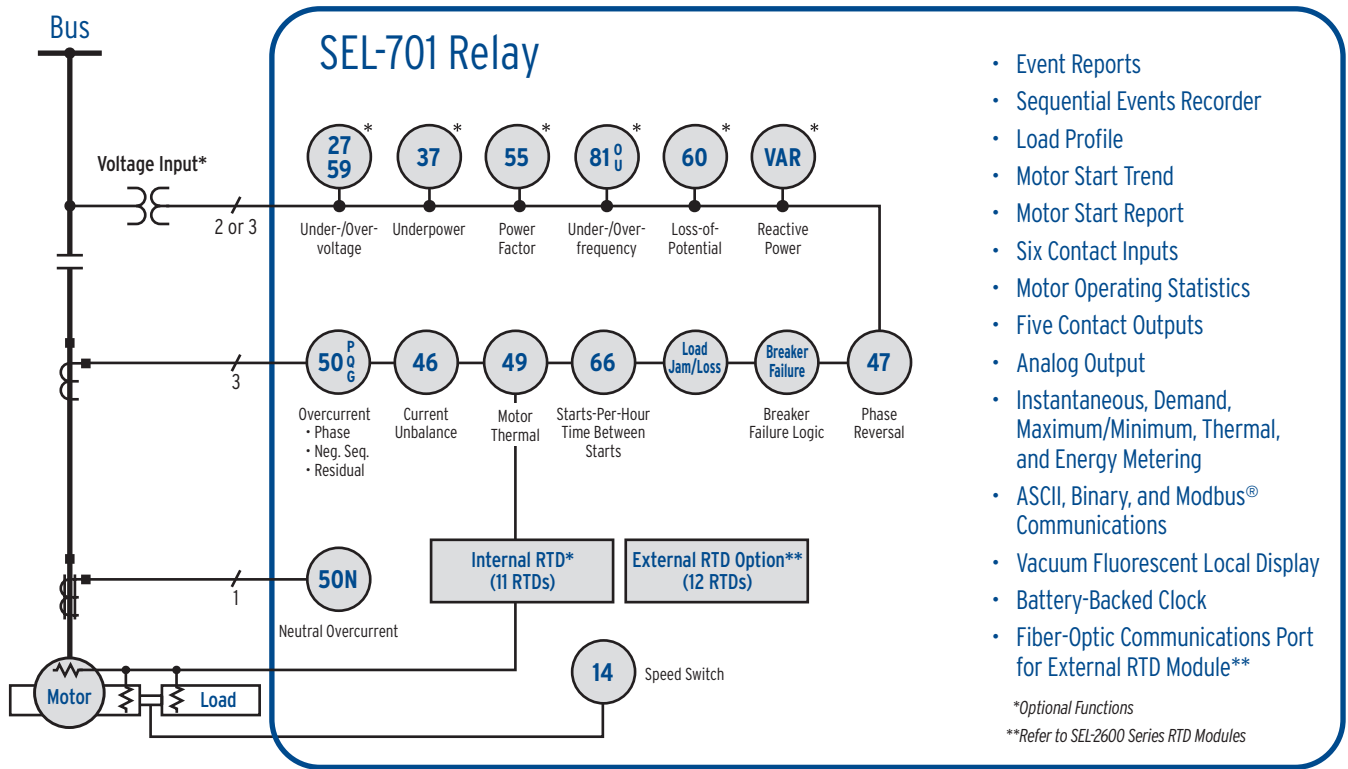 Bus
SEL-701 Relay
Voltage Input*
2 or 3
27
59
*
37
*
55
*
81 O
U
*
60
*
VAR
*
Under-/Over-
voltage
Underpower
Power
Factor
Under-/Over-
frequency
Loss-of-
Potential
Reactive
Power
3
50 P
Q
G
46
49
66
Load
Jam/Loss
Breaker
Failure
47
Overcurrent
• Phase
• Neg. Seq.
• Residual
Current
Unbalance
Motor
Thermal
Starts-Per-Hour
Time Between
Starts
Breaker
Failure Logic
Phase
Reversal
1
50N
Neutral Overcurrent
Internal RTD*
(11 RTDs)
External RTD Option**
(12 RTDs)
14
Speed Switch
Motor
Load
• Event Reports
• Sequential Events Recorder
• Load Profile
• Motor Start Trend
• Motor Start Report
• Six Contact Inputs
• Motor Operating Statistics
• Five Contact Outputs
• Analog Output
• Instantaneous, Demand,
Maximum/Minimum, Thermal,
and Energy Metering
• ASCII, Binary, and Modbus®
Communications
• Vacuum Fluorescent Local Display
• Battery-Backed Clock
• Fiber-Optic Communications Port
for External RTD Module**
*Optional Functions
**Refer to SEL-2600 Series RTD Modules